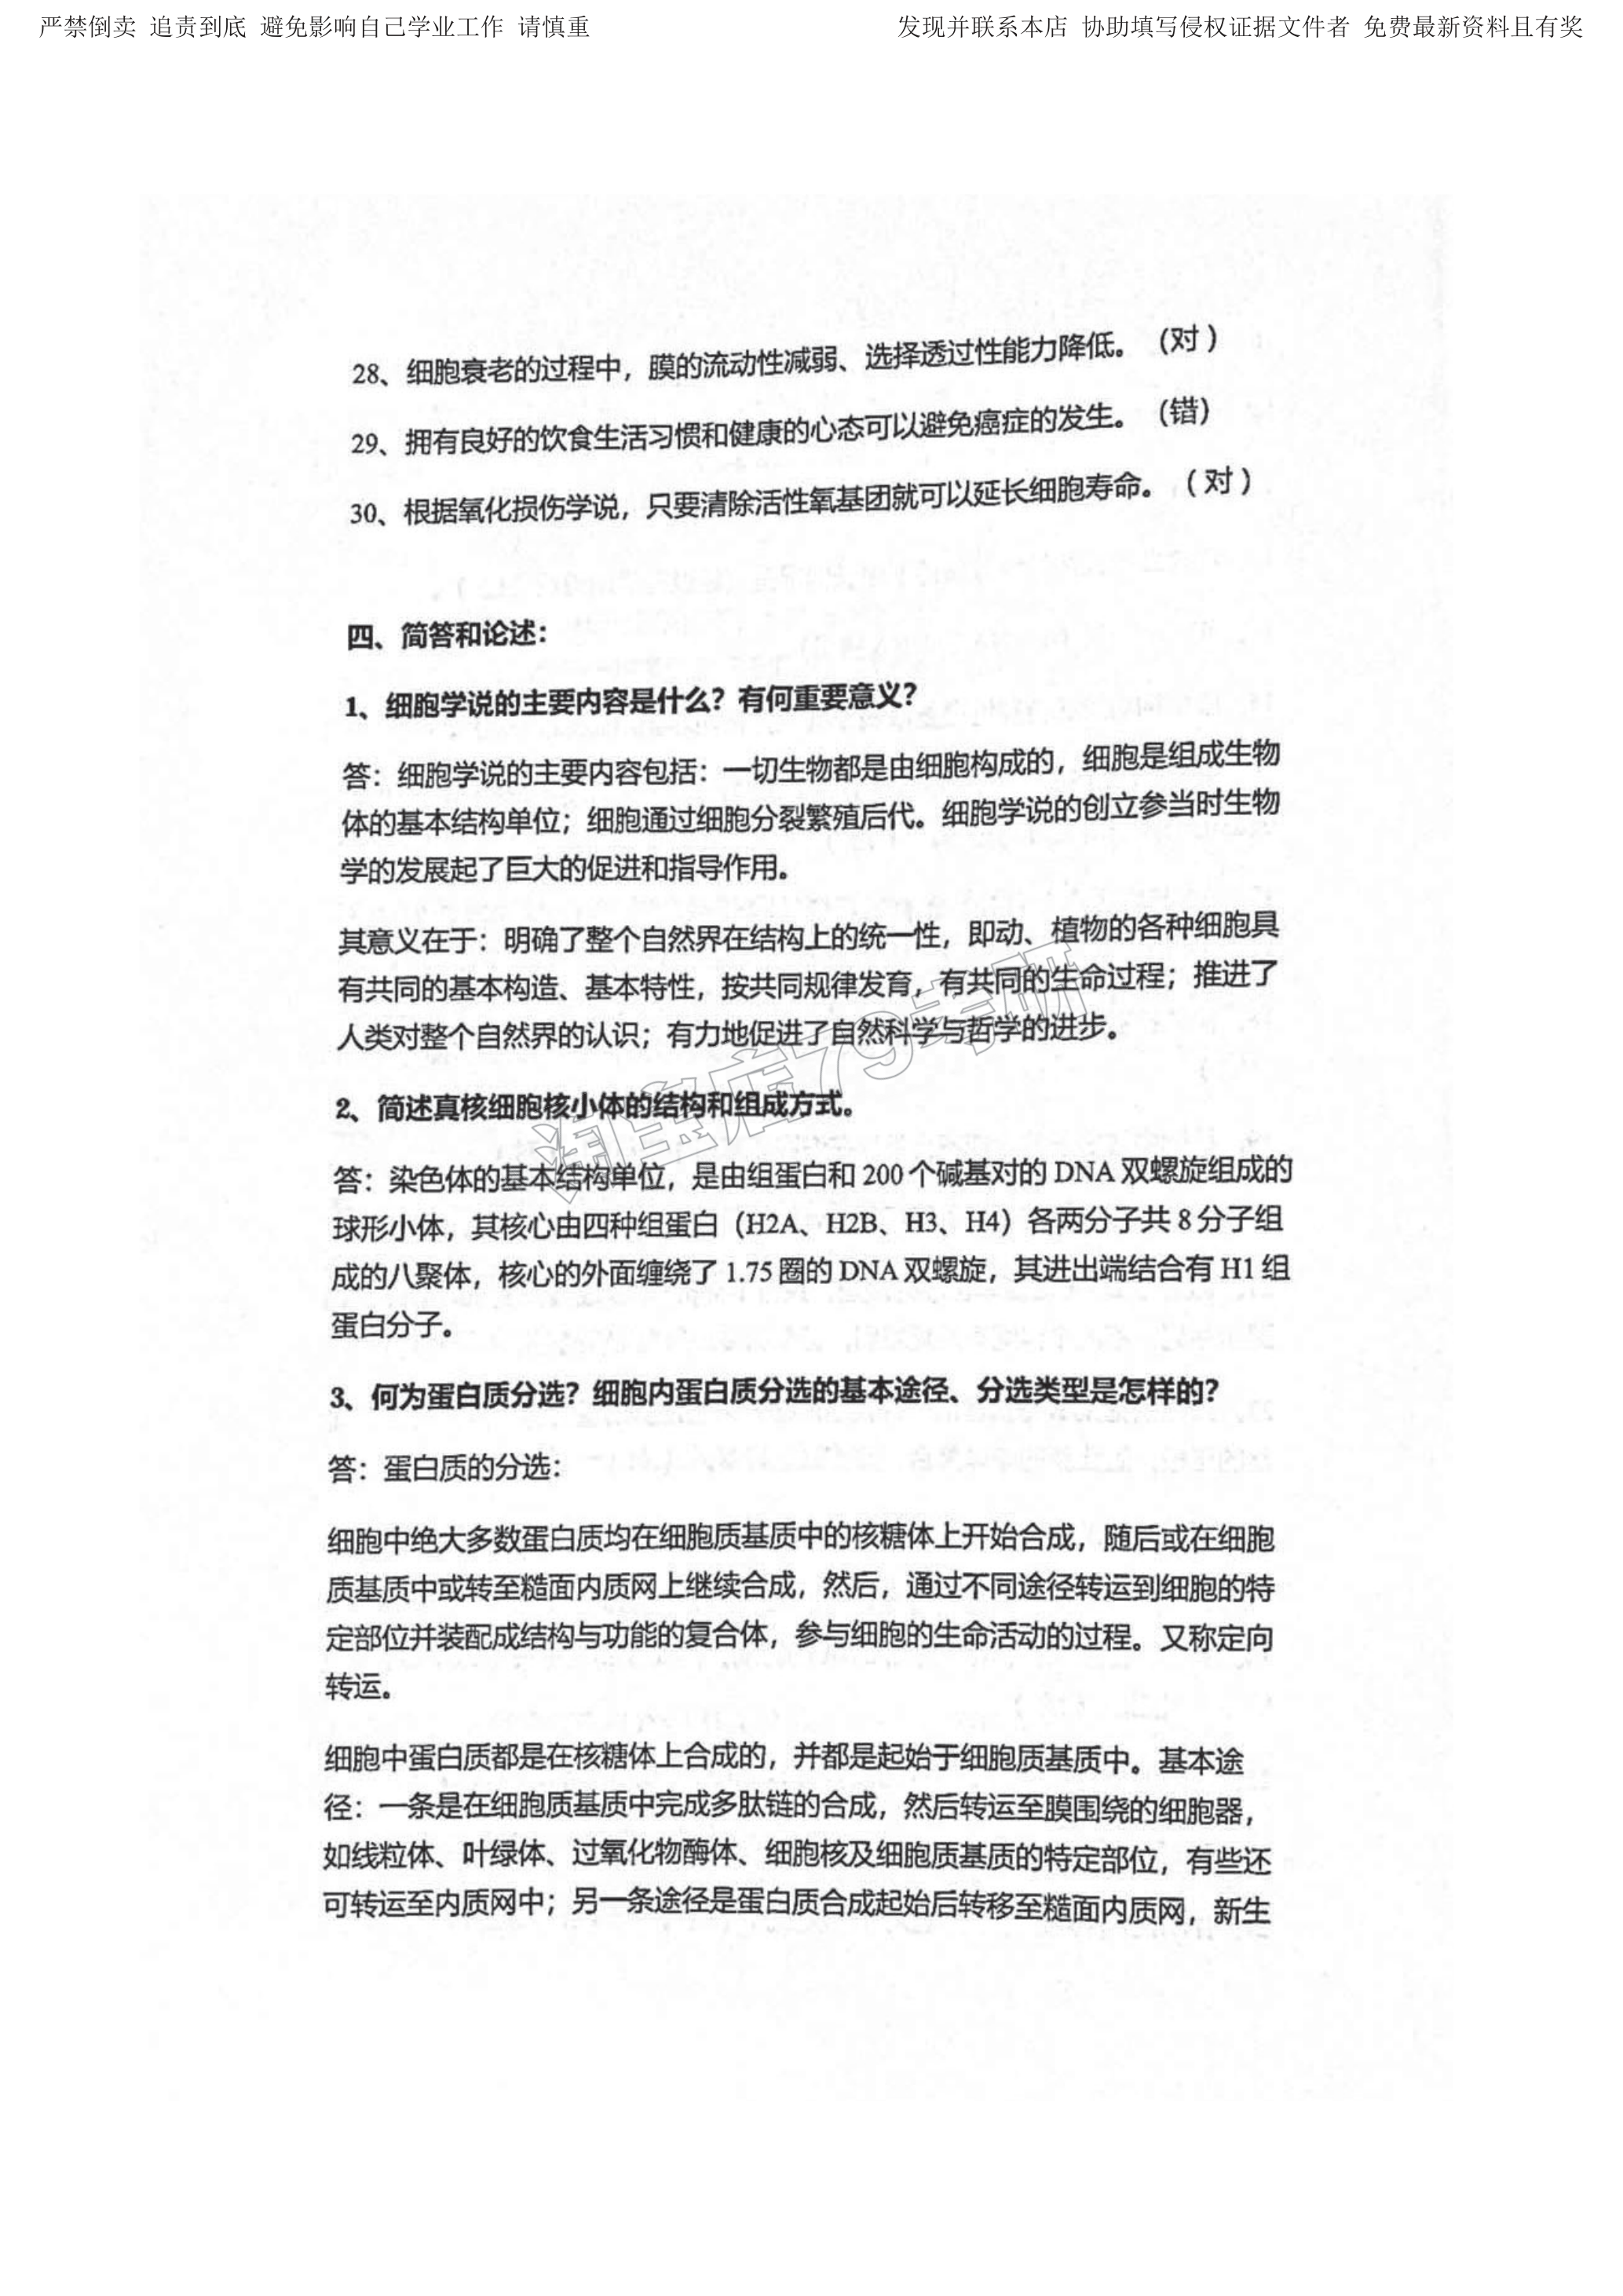 严禁倒卖 追责到底 避免影响自己学业工作 请慎重
发现并联系本店 协助填写侵权证据文件者 免费最新资料且有奖
28、细胞衰老的过程中，膜的流动性减弱、选择透过性能力降低。（对）
29、拥有良好的饮食生活习惯和健康的心态可以避免癌症的发生。（错）
30、根据氧化损伤学说，只要清除活性氧基团就可以延长细胞寿命。（对）
四、简答和论述：
1、细胞学说的主要内容是什么？有何重要意义？
答：细胞学说的主要内容包括：一切生物都是由细胞构成的，细胞是组成生物
体的基本结构单位；细胞通过细胞分裂繁殖后代。细胞学说的创立参当时生物
学的发展起了巨大的促进和指导作用。
其意义在于：明确了整个自然界在结构上的统一性，即动、植物的各种细胞具
有共同的基本构造、基本特性，按共同规律发育，有共同的生命过程；推进了
人类对整个自然界的认识；有力地促进了自然科学与哲学的进步。
淘宝店79考研
2、简述真核细胞核小体的结构和组成方式。
答：染色体的基本结构单位，是由组蛋白和 200 个碱基对的 DNA 双螺旋组成的
球形小体，其核心由四种组蛋白（H2A、H2B、H3、H4）各两分子共 8 分子组
成的八聚体，核心的外面缠绕了 1.75 圈的 DNA 双螺旋，其进出端结合有 H1 组
蛋白分子。
3、何为蛋白质分选？细胞内蛋白质分选的基本途径、分选类型是怎样的？
答：蛋白质的分选：
细胞中绝大多数蛋白质均在细胞质基质中的核糖体上开始合成，随后或在细胞
质基质中或转至糙面内质网上继续合成，然后，通过不同途径转运到细胞的特
定部位并装配成结构与功能的复合体，参与细胞的生命活动的过程。又称定向
转运。
细胞中蛋白质都是在核糖体上合成的，并都是起始于细胞质基质中。基本途
径：一条是在细胞质基质中完成多肽链的合成，然后转运至膜围绕的细胞器，
如线粒体、叶绿体、过氧化物酶体、细胞核及细胞质基质的特定部位，有些还
可转运至内质网中；另一条途径是蛋白质合成起始后转移至糙面内质网，新生